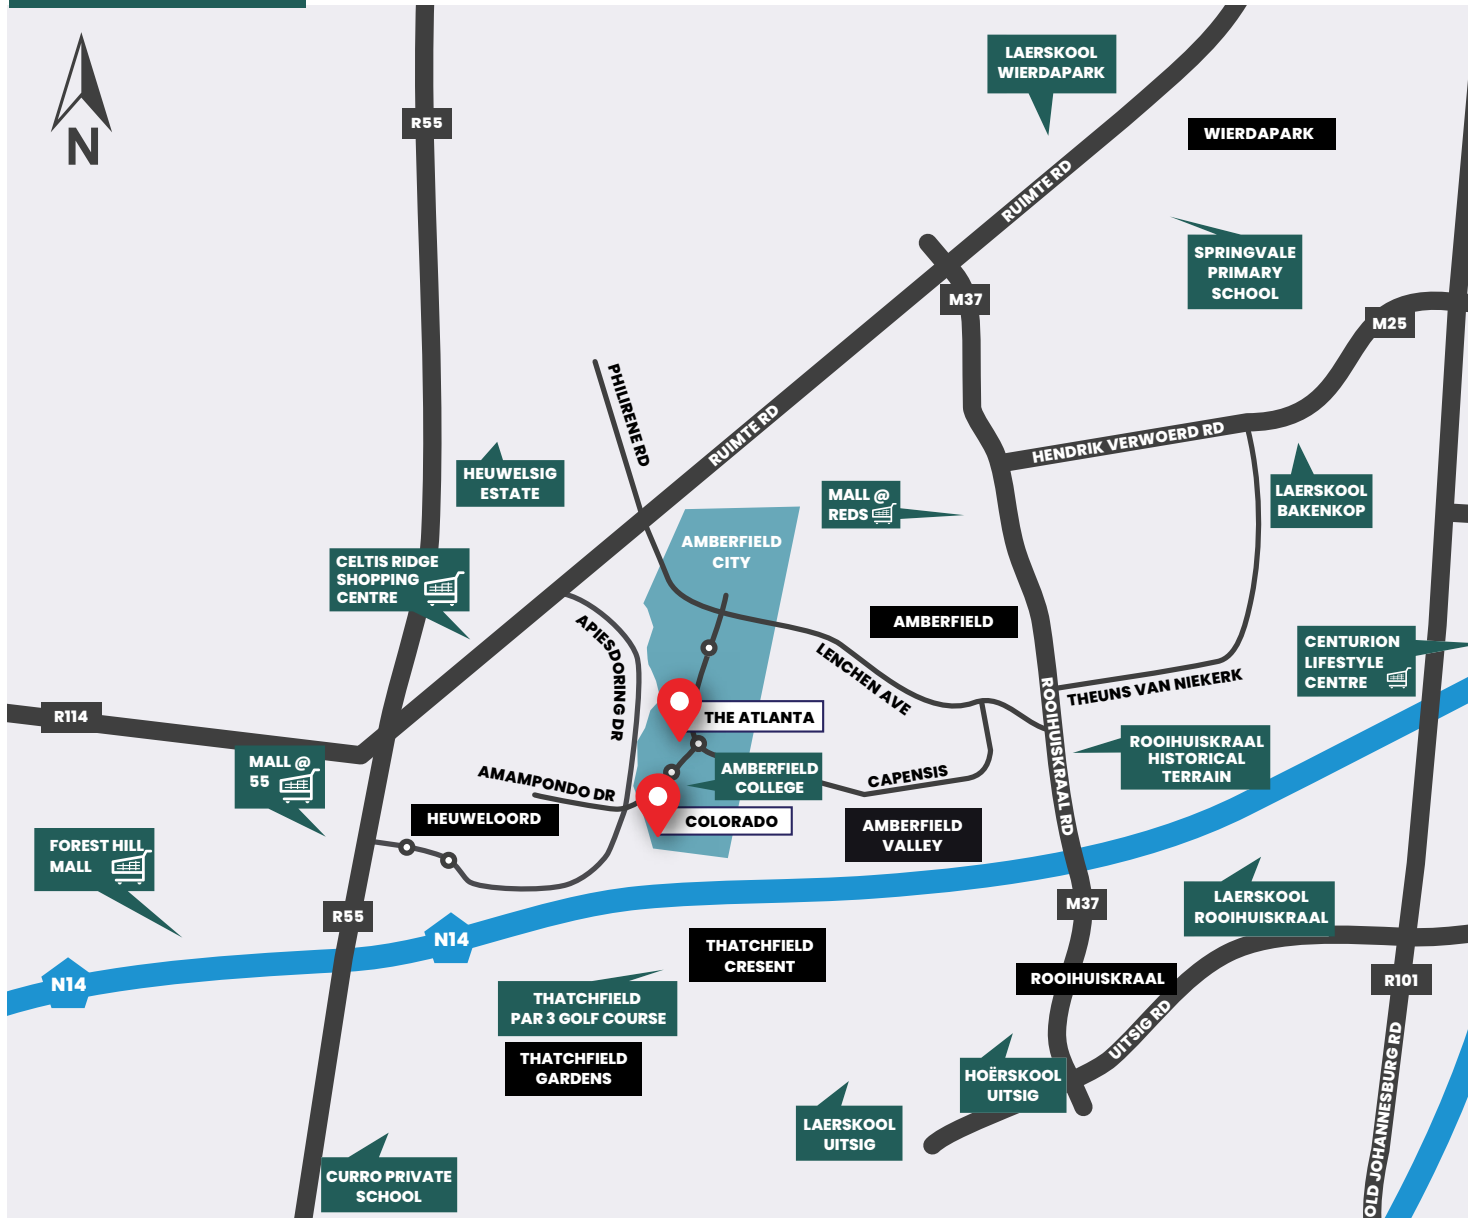 LAERSKOOL
WIERDAPARK
R55
N
WIERDAPARK
RUIMTE RD
SPRINGVALE
PRIMARY
SCHOOL
M37
M25
PHILIRENE RD
RUIMTE RD
HENDRIK VERWOERD RD
HEUWELSIG
ESTATE
MALL @
REDS
LAERSKOOL
BAKENKOP
AMBERFIELD
CITY
CELTIS RIDGE
SHOPPING
CENTRE
AMBERFIELD
APIESDORING DR
LENCHEN AVE
CENTURION
LIFESTYLE
CENTRE
THEUNS VAN NIEKERK
ROOIHUISKRAAL RD
R114
THE ATLANTA
MALL @
55
ROOIHUISKRAAL
HISTORICAL
TERRAIN
AMBERFIELD
COLLEGE
CAPENSIS
AMAMPONDO DR
HEUWELOORD
COLORADO
AMBERFIELD
VALLEY
FOREST HILL
MALL
R55
M37
LAERSKOOL
ROOIHUISKRAAL
N14
N14
THATCHFIELD
CRESENT
ROOIHUISKRAAL
R101
THATCHFIELD
PAR 3 GOLF COURSE
UITSIG RD
THATCHFIELD
GARDENS
HOËRSKOOL
UITSIG
LAERSKOOL
UITSIG
OLD JOHANNESBURG RD
CURRO PRIVATE
SCHOOL